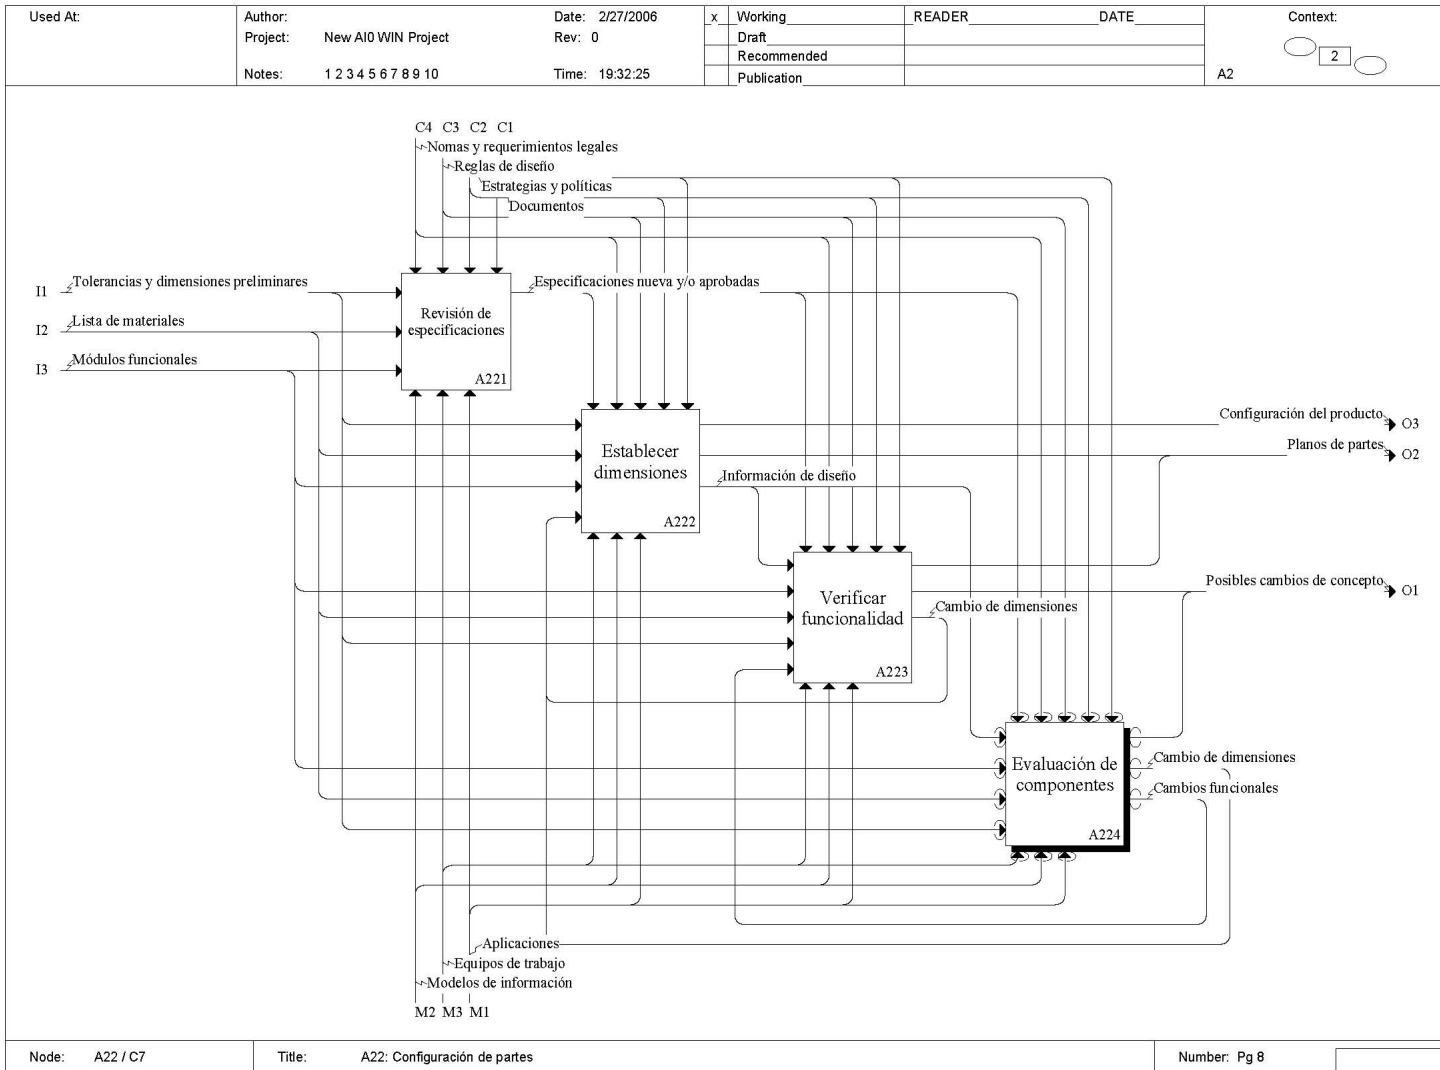 Used At:
Author:
Date: 2/27/2006
x Working
READER DATE
Context:
Project: New AI0 WIN Project
Rev: 0
Draft
Recommended
2
Notes: 1 2 3 4 5 6 7 8 9 10
Time: 19:32:25
Publication
A2
C4 C3 C2 C1
Nomas y requerimientos legales
Reglas de diseño
Estrategias y políticas
Documentos
I1 Tolerancias y dimensiones preliminares
Especificaciones nueva y/o aprobadas
I2 Lista de materiales
I3 Módulos funcionales
Revisión de
especificaciones
A221
Configuración del producto O3
Planos de partes O2
Establecer
dimensiones
A222
Información de diseño
Posibles cambios de concepto O1
Verificar
funcionalidad
A223
Cambio de dimensiones
Evaluación de
componentes
A224
Cambio de dimensiones
Cambios funcionales
Aplicaciones
Equipos de trabajo
Modelos de información
M2 M3 M1
Node: A22 / C7
Title: A22: Configuración de partes
Number: Pg 8